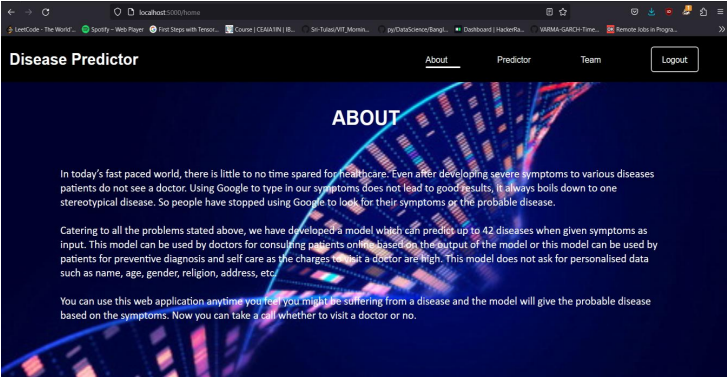 localhost:5000/home
LeetCode - The World'... Spotify – Web Player First Steps with Tensor... Course | CEAIA1IN | IB... Sri-Tulasi/VIT_Mornin... py/DataScience/Bangl... Dashboard | HackerRa... VARMA-GARCH-Time... Remote Jobs in Progra...
Disease Predictor About Predictor Team Logout
ABOUT
In today's fast paced world, there is little to no time spared for healthcare. Even after developing severe symptoms to various diseases
patients do not see a doctor. Using Google to type in our symptoms does not lead to good results, it always boils down to one
stereotypical disease. So people have stopped using Google to look for their symptoms or the probable disease.
Catering to all the problems stated above, we have developed a model which can predict up to 42 diseases when given symptoms as
input. This model can be used by doctors for consulting patients online based on the output of the model or this model can be used by
patients for preventive diagnosis and self care as the charges to visit a doctor are high. This model does not ask for personalised data
such as name, age, gender, religion, address, etc.
You can use this web application anytime you feel you might be suffering from a disease and the model will give the probable disease
based on the symptoms. Now you can take a call whether to visit a doctor or no.